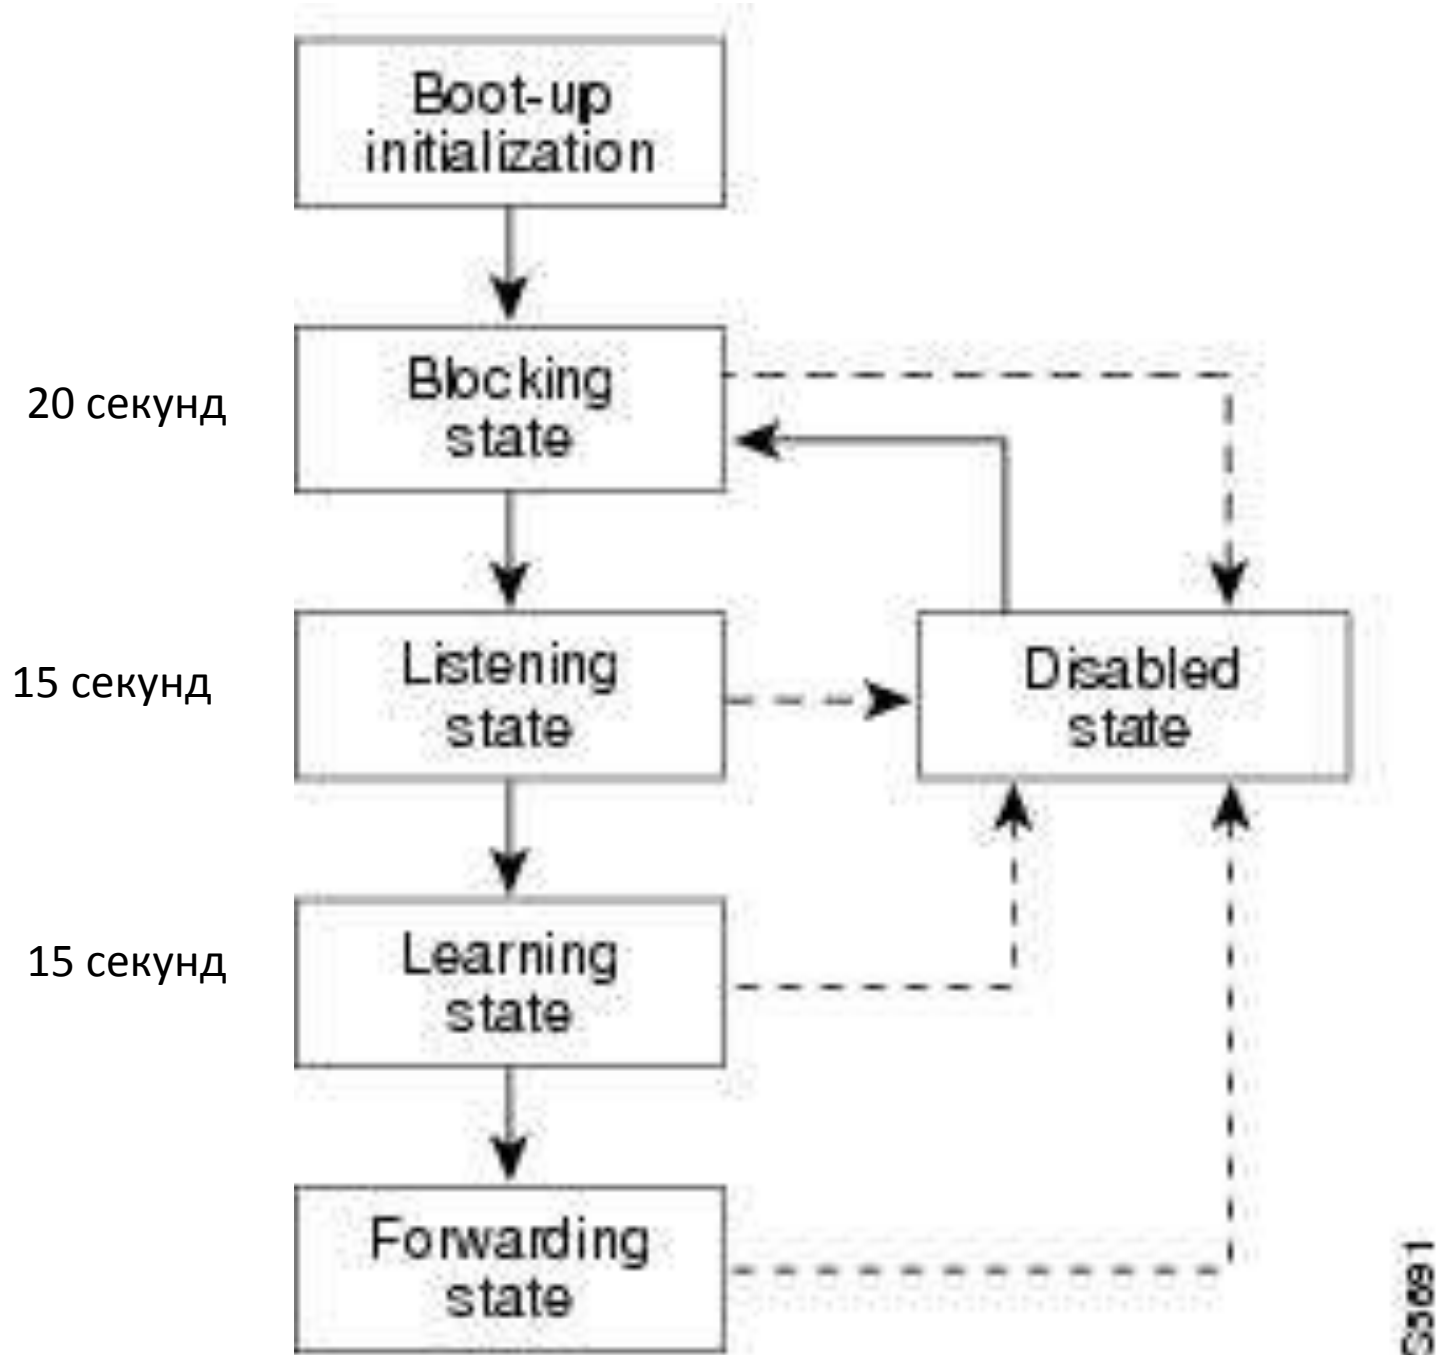 Boot-up
initialization
20 секунд
Blocking
state
15 секунд
Listening
state
Disabled
state
15 секунд
Learning
state
Forwarding
state
S5691